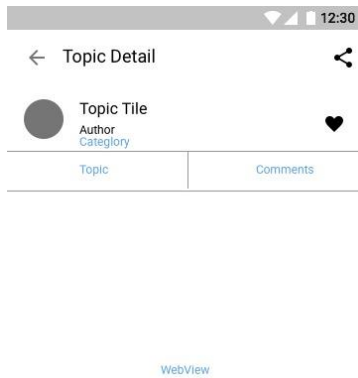 12:30
Topic Detail
Topic Tile
Author
Categlory
Topic
Comments
WebView